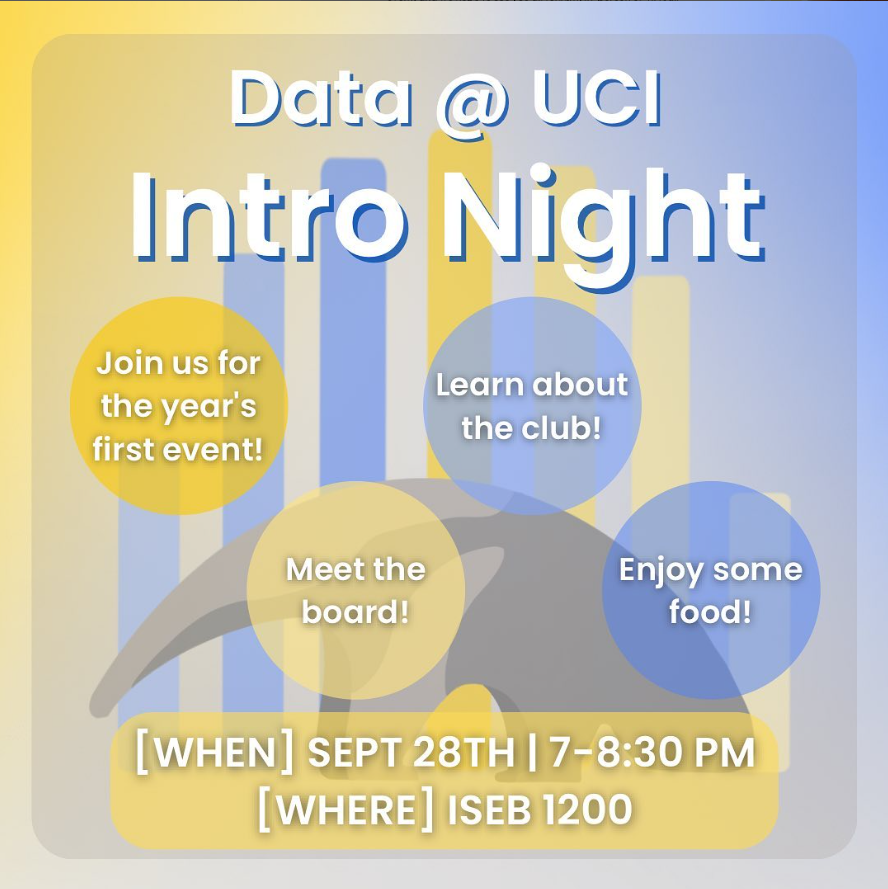 Data @ UCI
Intro Night
Join us for
the year's
first event!
Learn about
the club!
Meet the
board!
Enjoy some
food!
[WHEN] SEPT 28TH | 7-8:30 PM
[WHERE] ISEB 1200